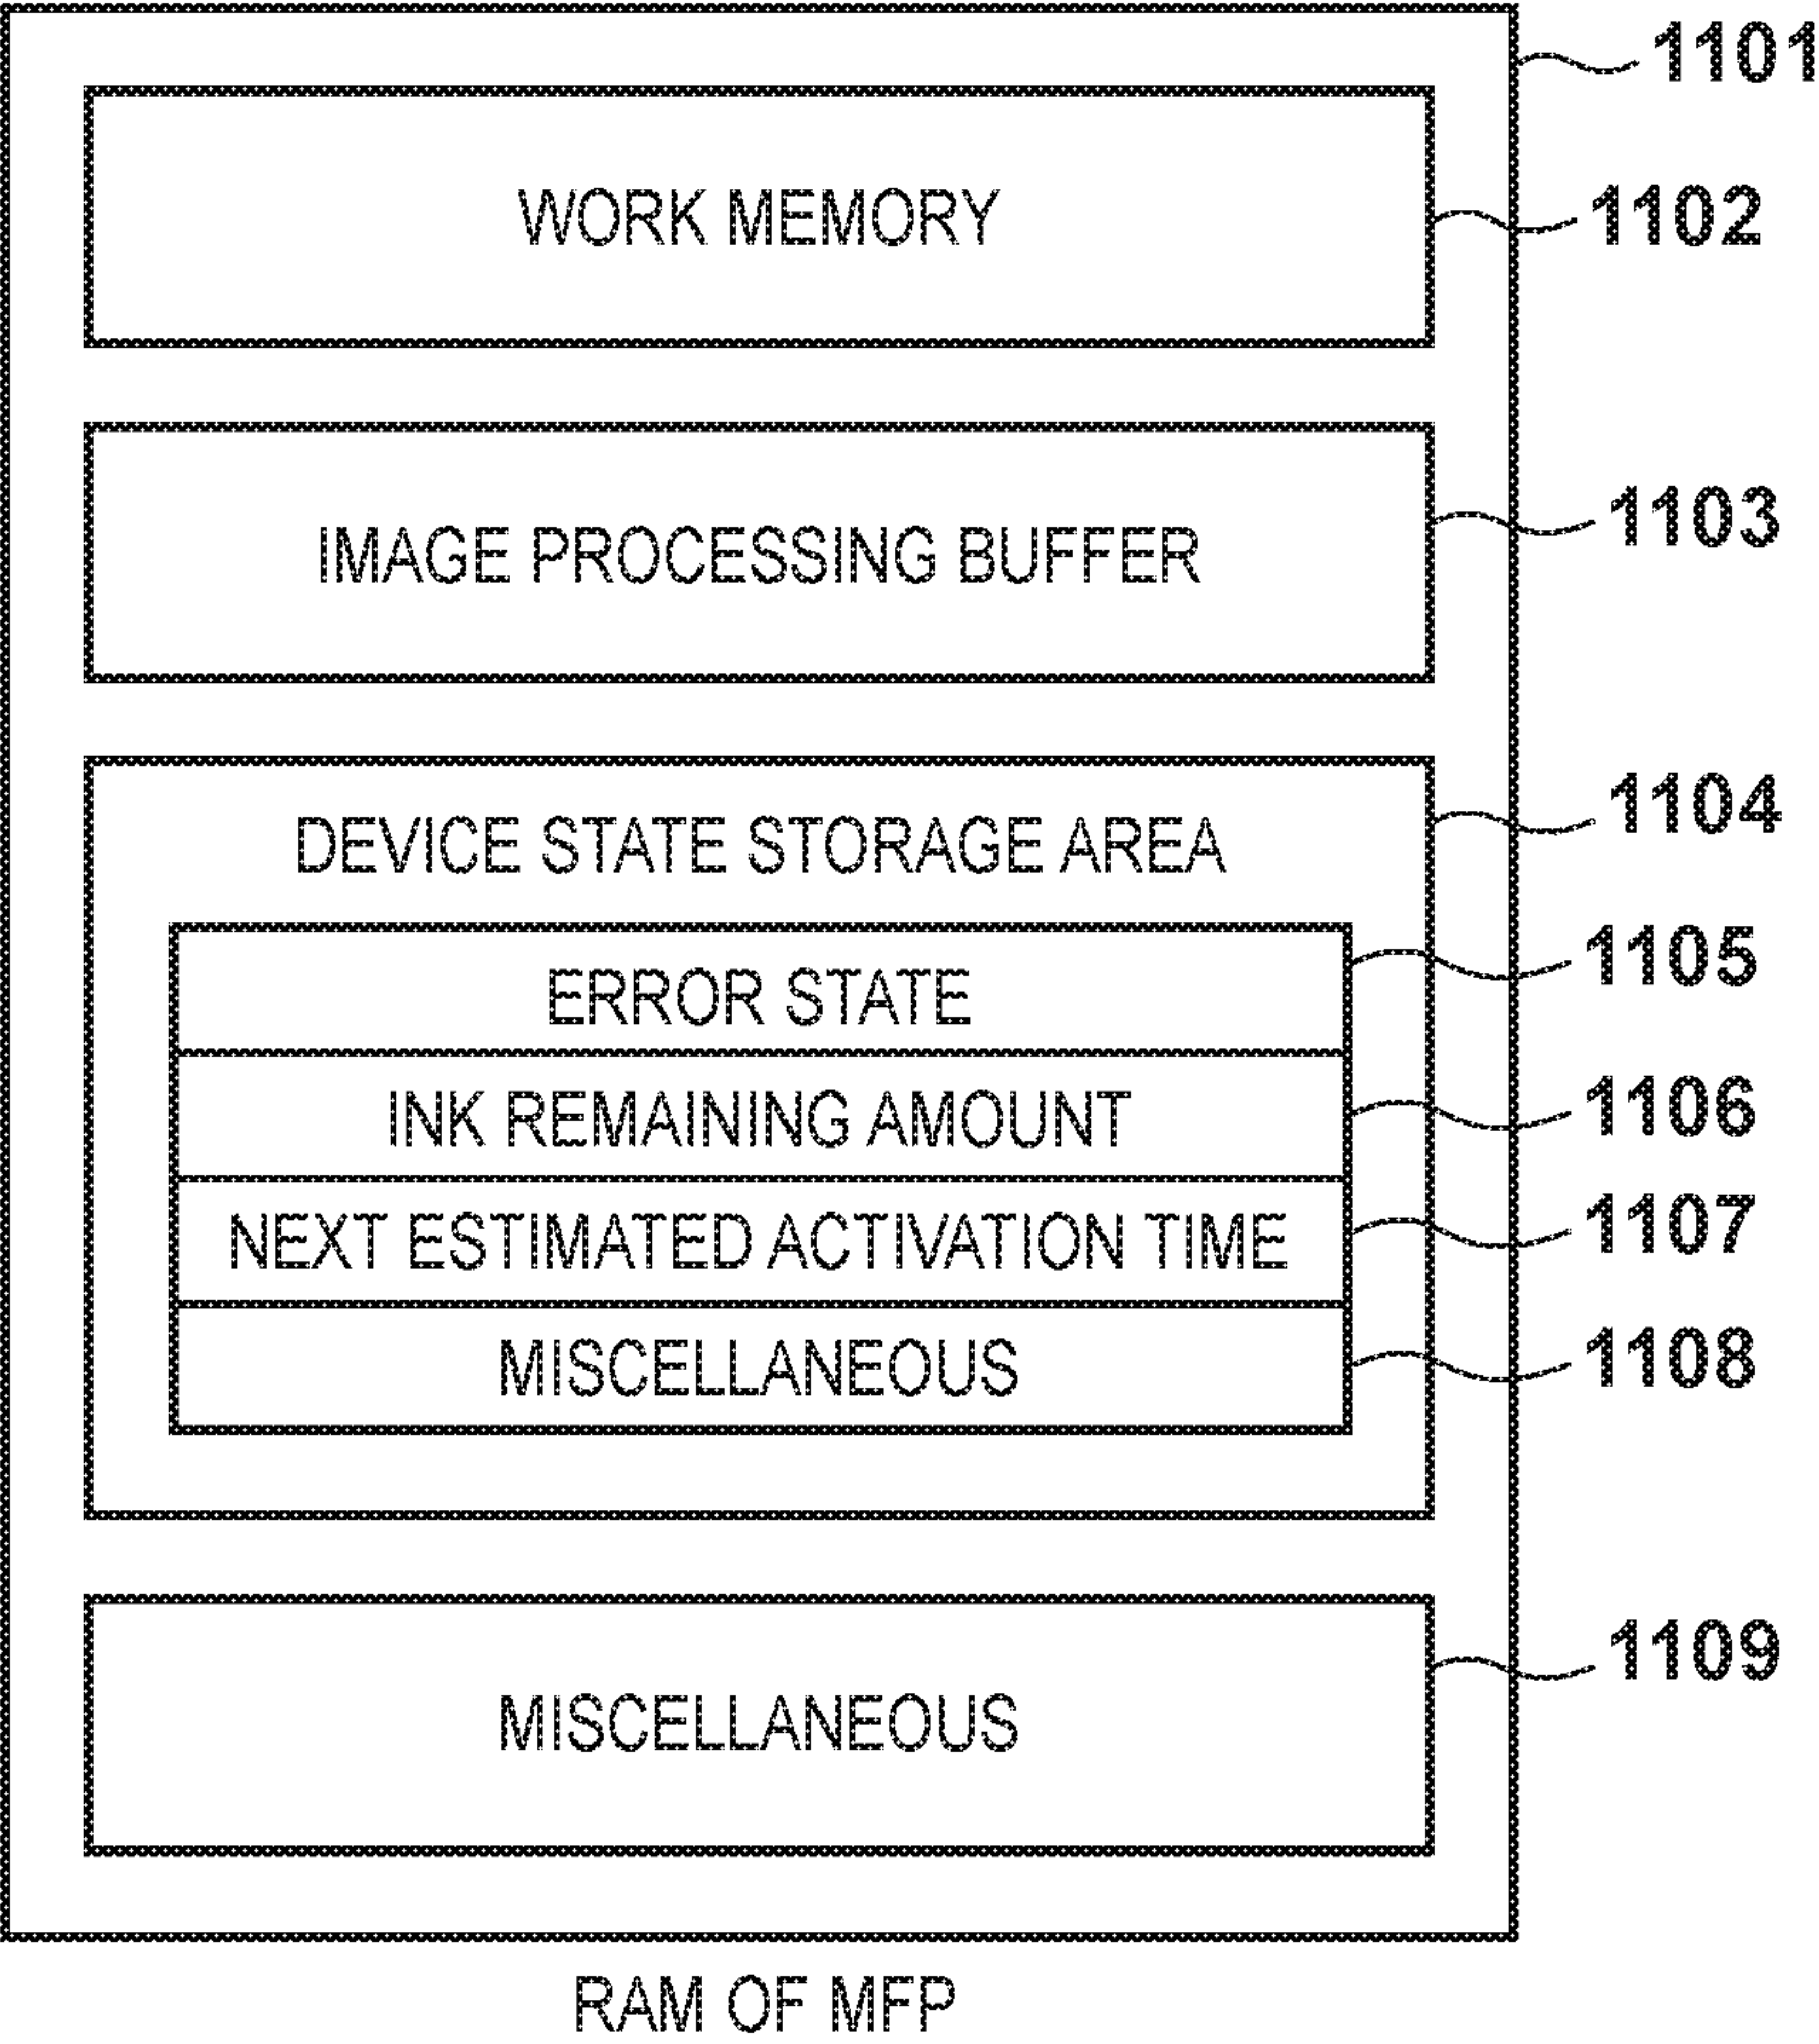 1101
WORK MEMORY
1102
IMAGE PROCESSING BUFFER
1103
DEVICE STATE STORAGE AREA
1104
ERROR STATE
1105
INK REMAINING AMOUNT
1106
NEXT ESTIMATED ACTIVATION TIME
1107
MISCELLANEOUS
1108
MISCELLANEOUS
1109
RAM OF MFP